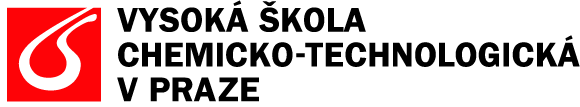 VYSOKÁ ŠKOLA
CHEMICKO-TECHNOLOGICKÁ
V PRAZE